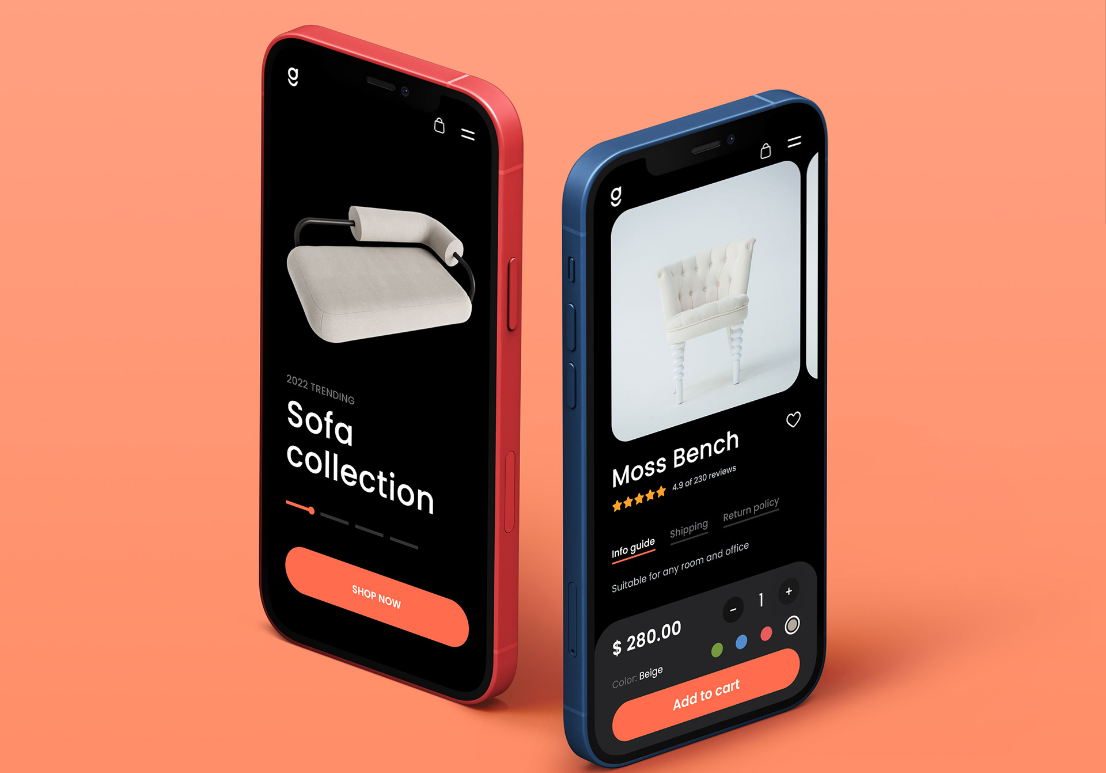 g
2022 TRENDING
Sofa
collection
SHOP NOW
g
Moss Bench
4.9 of 230 reviews
Info guide Shipping Return policy
Suitable for any room and office
$ 280.00 − 1 +
Color: Beige
Add to cart